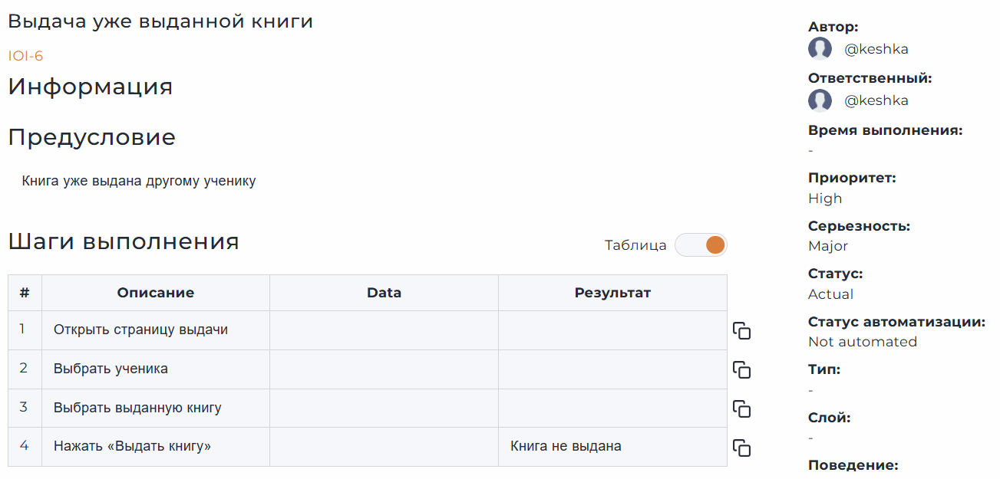 Выдача уже выданной книги
IOI-6
Информация
Предусловие
Книга уже выдана другому ученику
Шаги выполнения
Таблица
# Описание Data Результат
1 Открыть страницу выдачи
2 Выбрать ученика
3 Выбрать выданную книгу
4 Нажать «Выдать книгу» Книга не выдана
Автор:
@keshka
Ответственный:
@keshka
Время выполнения:
-
Приоритет:
High
Серьезность:
Major
Статус:
Actual
Статус автоматизации:
Not automated
Тип:
-
Слой:
-
Поведение: